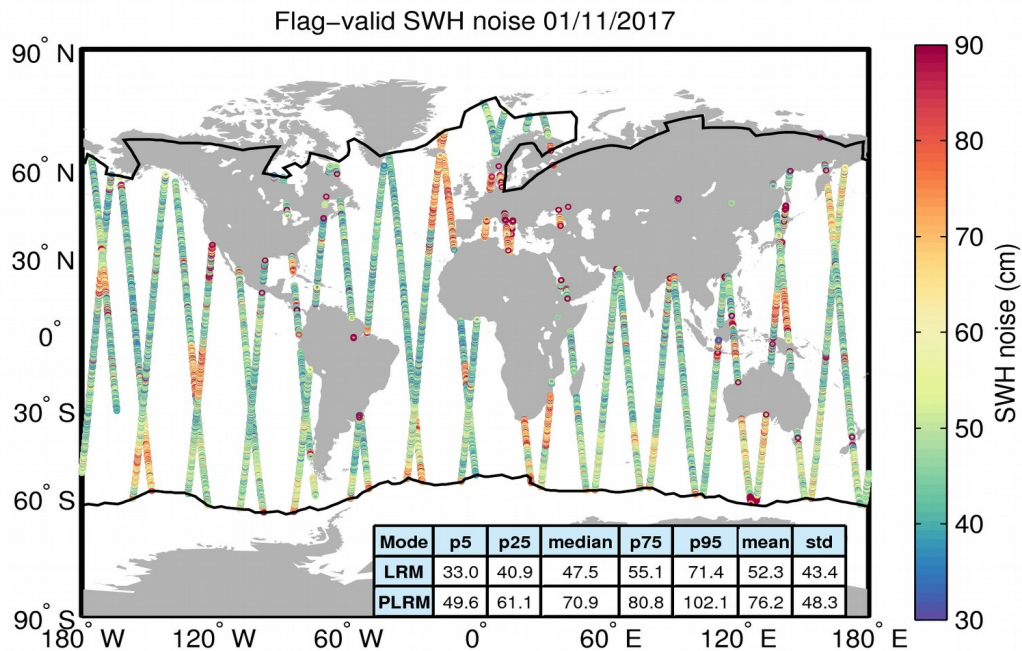 Flag−valid SWH noise 01/11/2017
90° N
60° N
30° N
0°
30° S
60° S
90° S
180° W
120° W
60° W
0°
60° E
120° E
180° E
Mode p5 p25 median p75 p95 mean std
LRM 33.0 40.9 47.5 55.1 71.4 52.3 43.4
PLRM 49.6 61.1 70.9 80.8 102.1 76.2 48.3
90
80
70
60
50
40
30
SWH noise (cm)